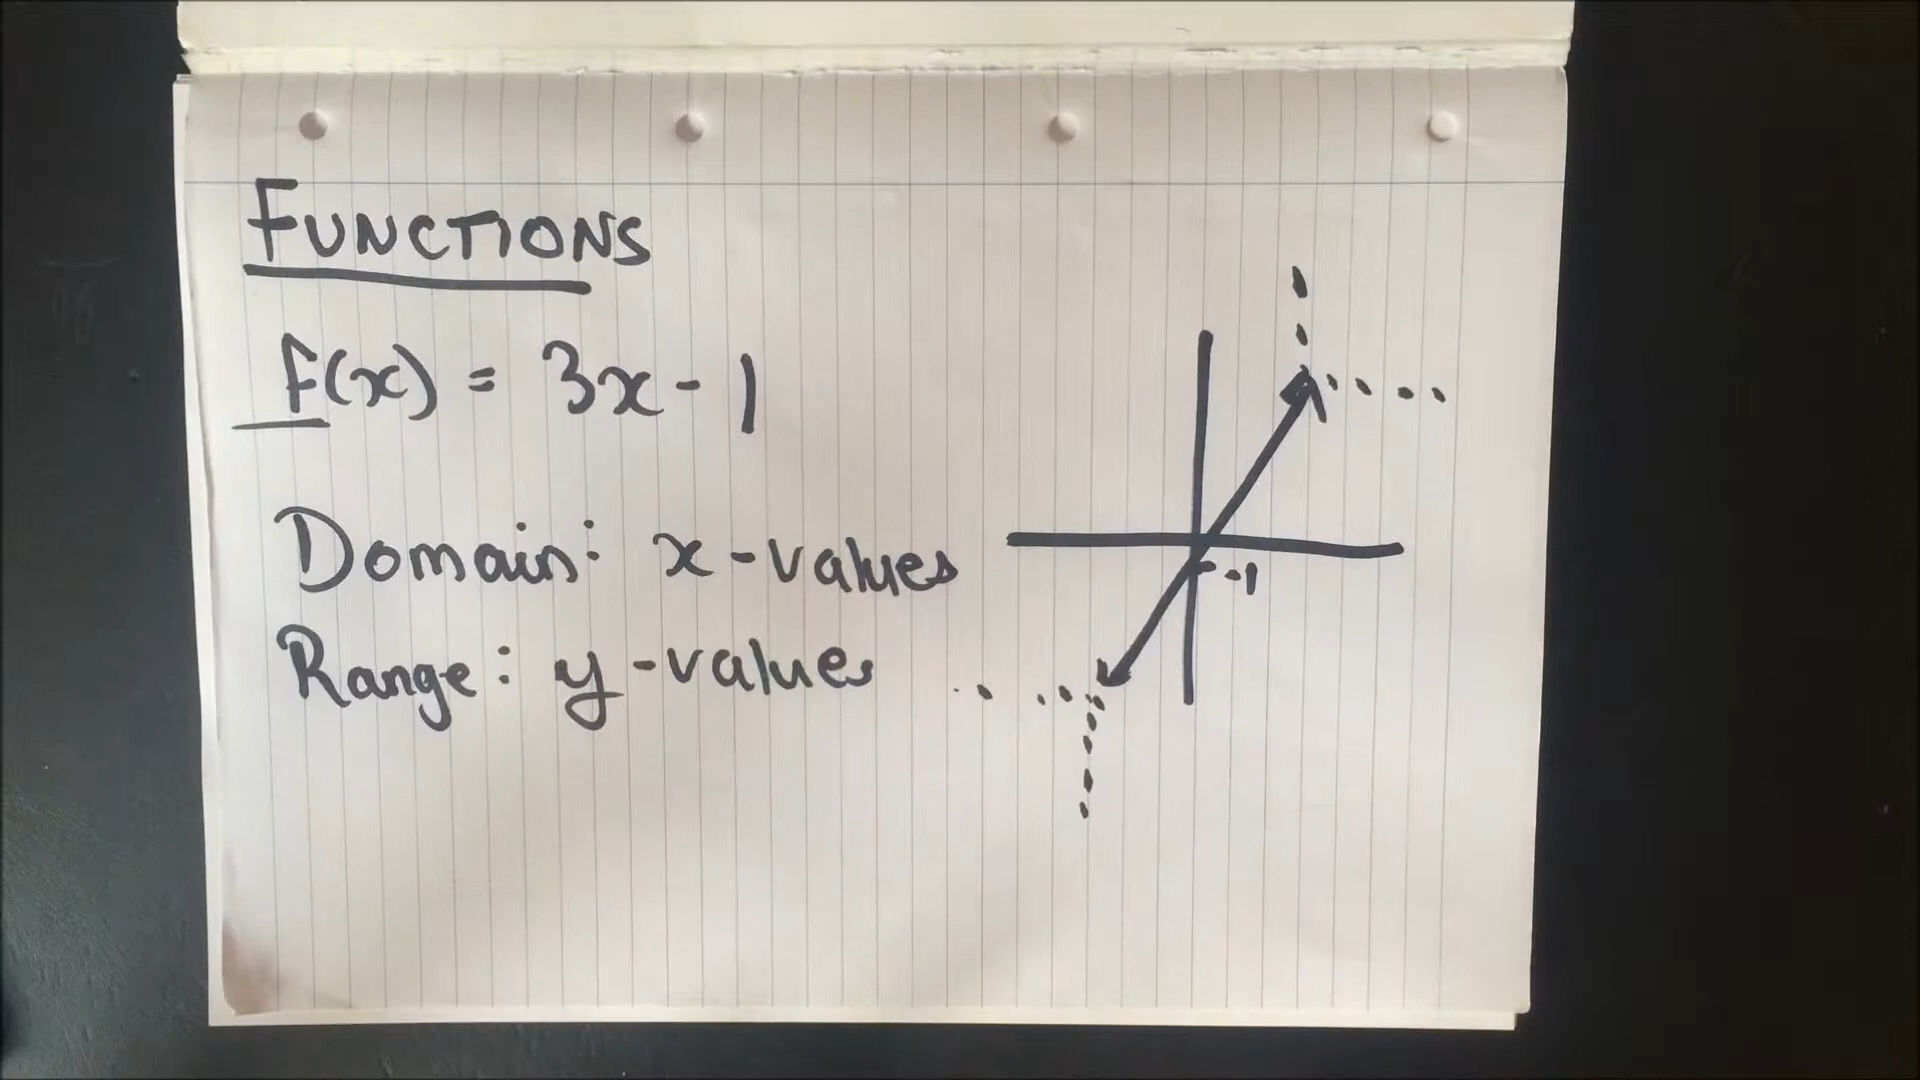 FUNCTIONS
f(x) = 3x - 1
Domain: x-values
Range: y-values
-1